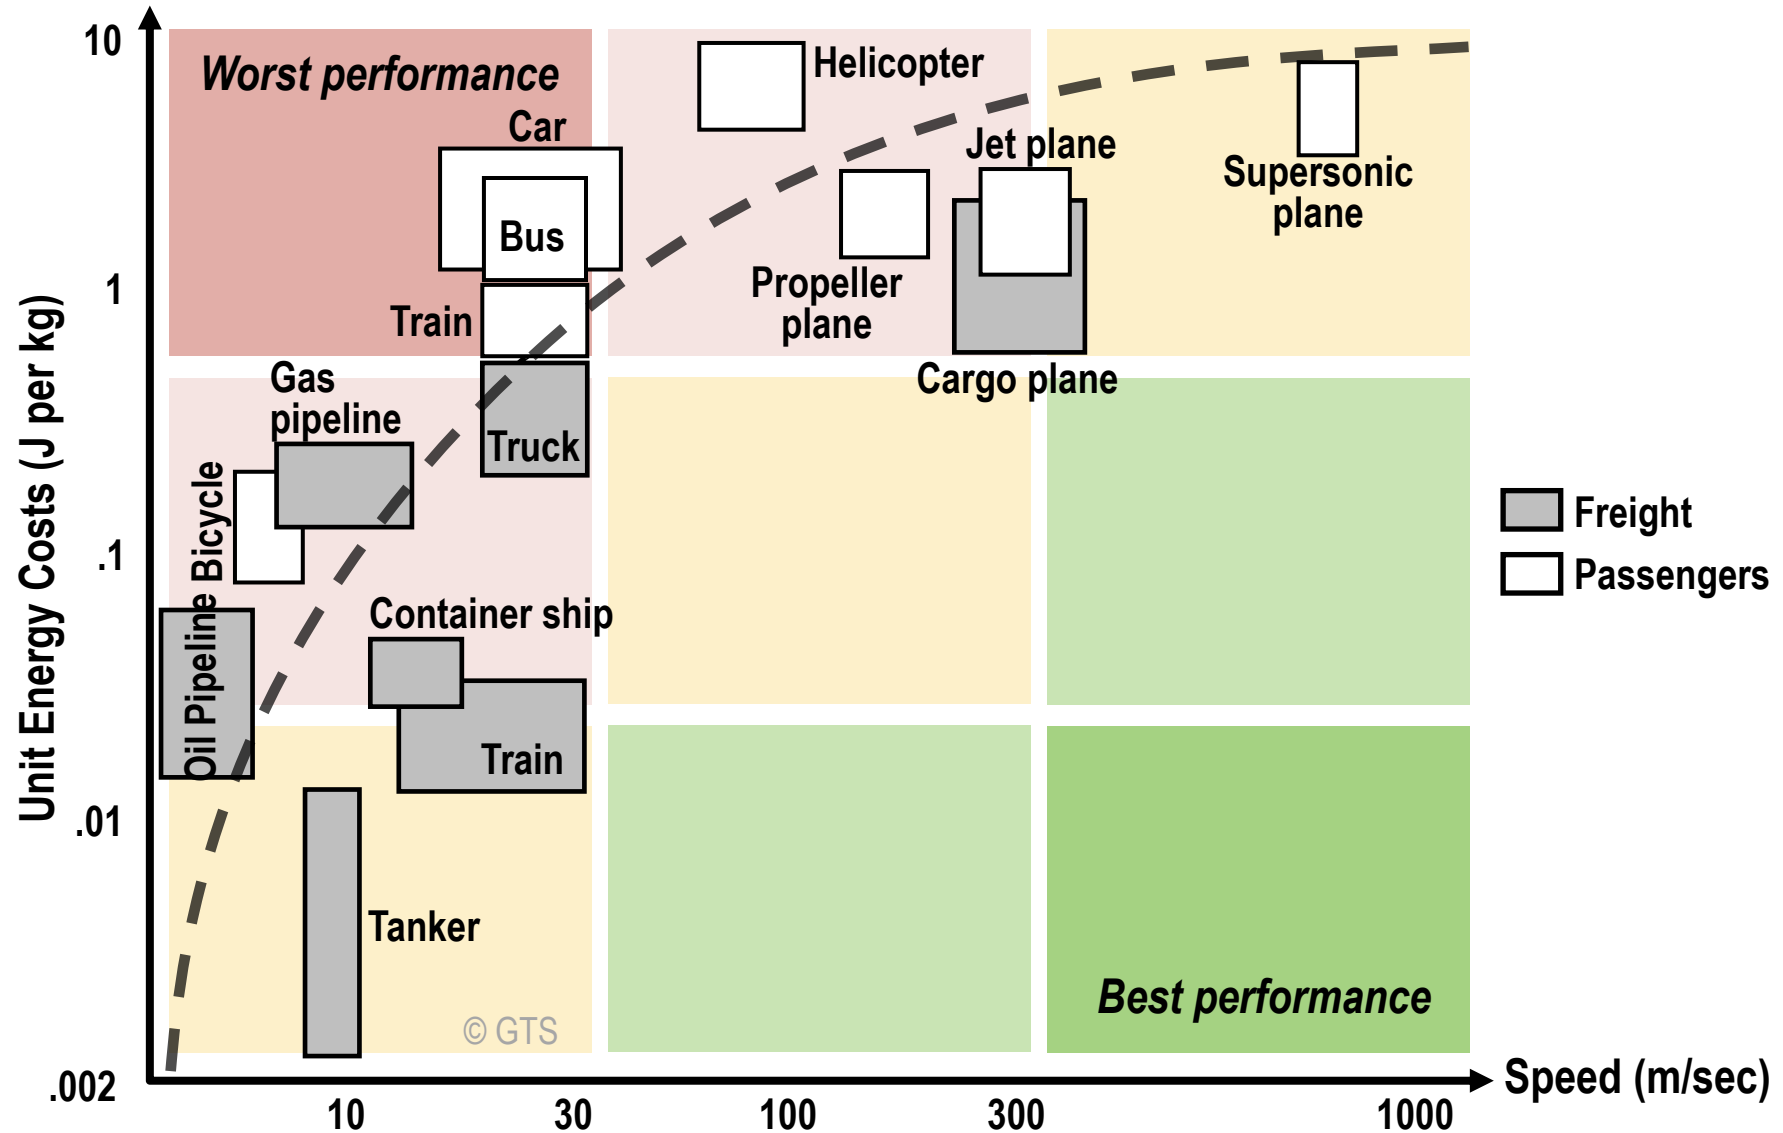 10
Worst performance
Helicopter
Car
Jet plane
Supersonic
plane
Bus
Propeller
plane
1
Train
Gas
pipeline
Cargo plane
Truck
Unit Energy Costs (J per kg)
Bicycle
Freight
.1
Passengers
Oil Pipeline
Container ship
Train
.01
Tanker
Best performance
© GTS
.002
Speed (m/sec)
10
30
100
300
1000